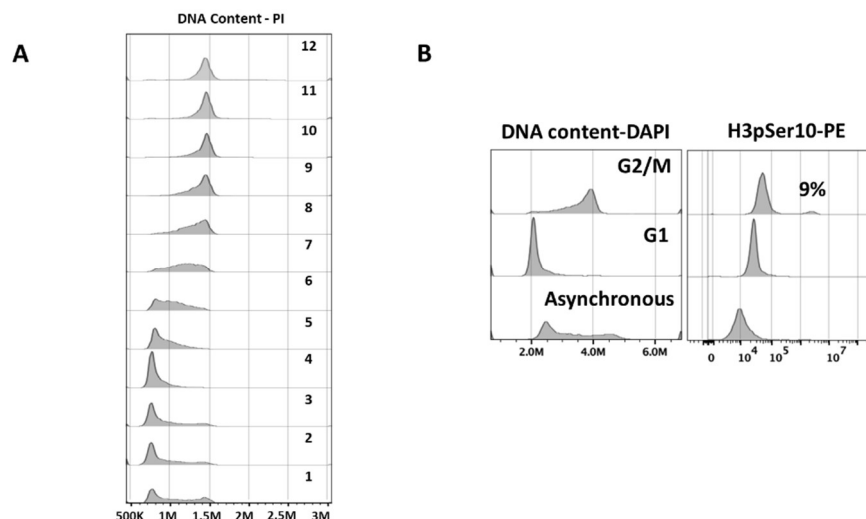 DNA Content - PI
A
12
11
10
9
8
7
6
5
4
3
2
1
500K 1M 1.5M 2M 2.5M 3M
B
DNA content-DAPI H3pSer10-PE
G2/M
9%
G1
Asynchronous
2.0M 4.0M 6.0M
0 10^4 10^5 10^7